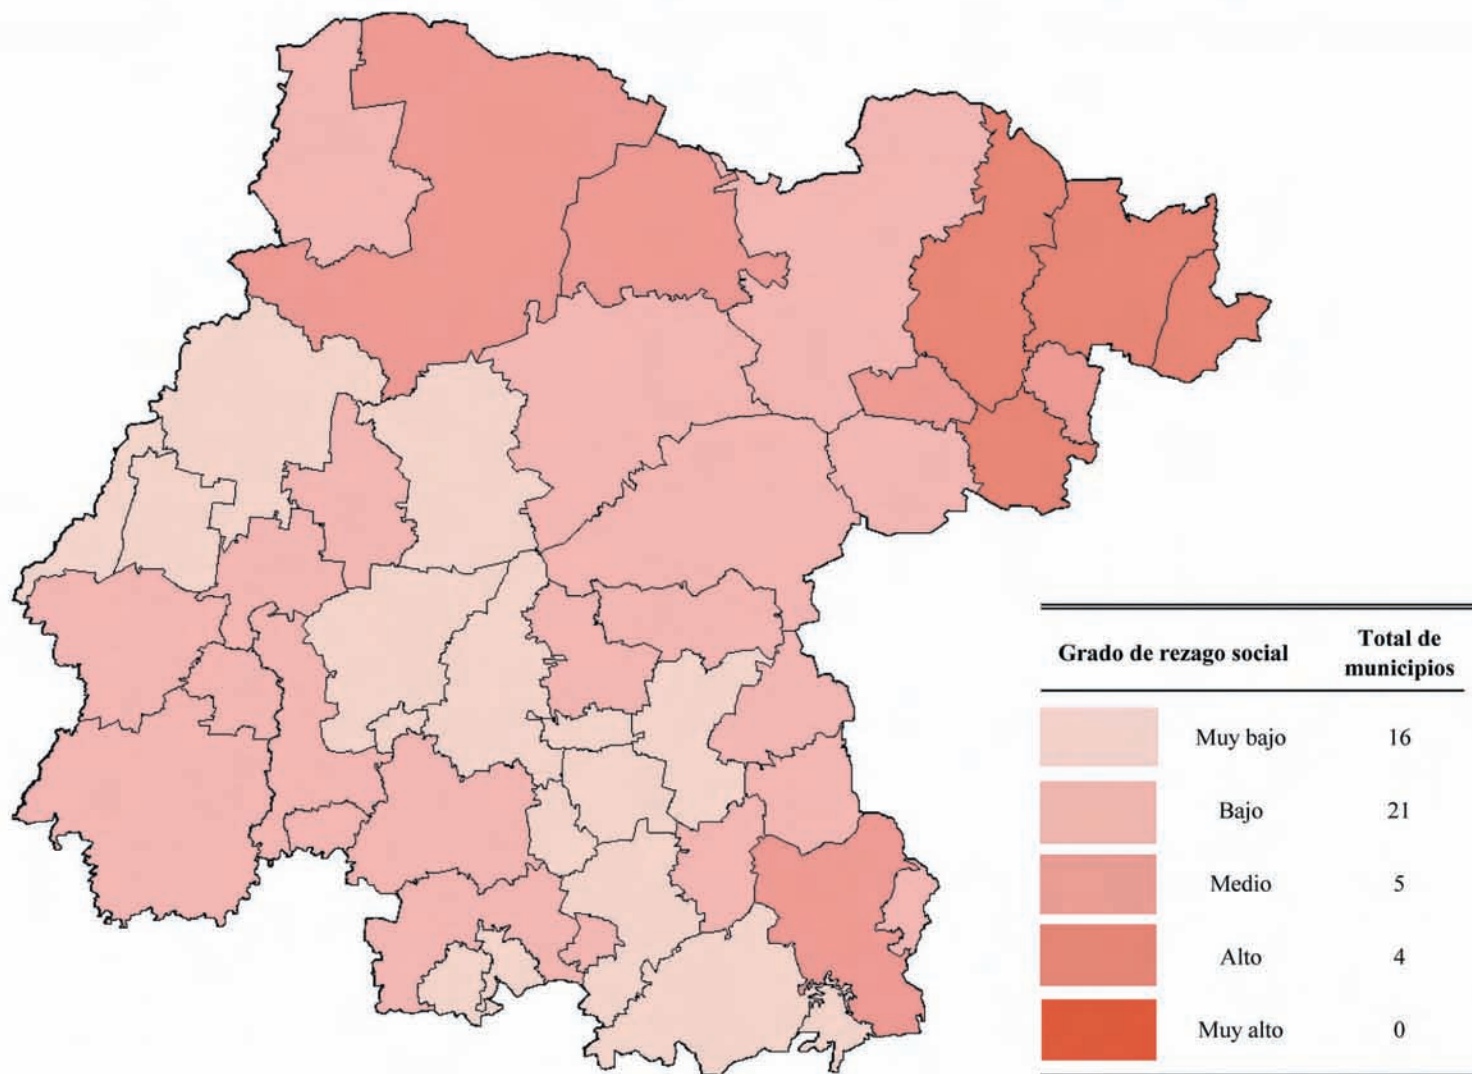 Grado de rezago social Total de municipios
Muy bajo 16
Bajo 21
Medio 5
Alto 4
Muy alto 0